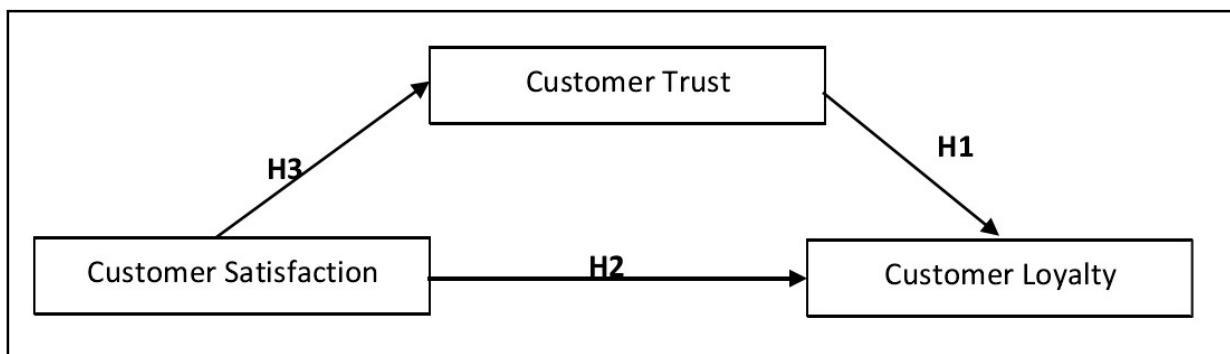 Customer Trust
H1
H3
Customer Satisfaction
H2
Customer Loyalty